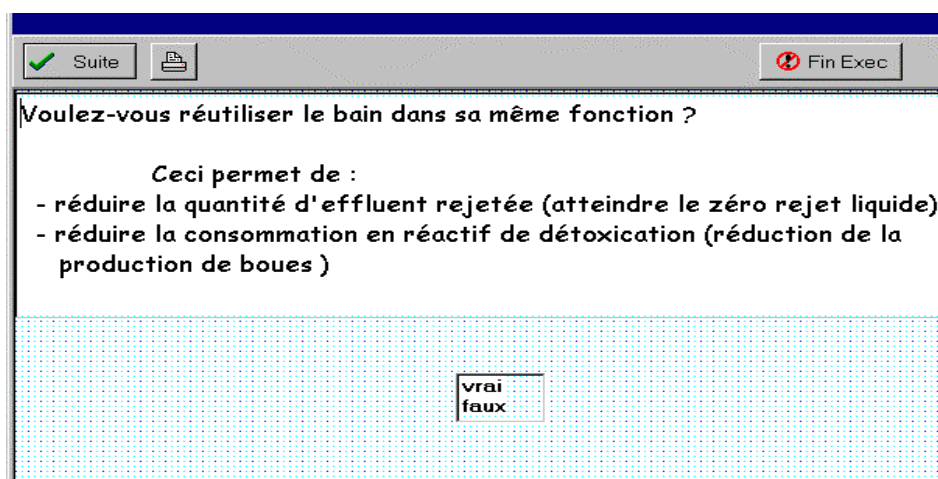 Suite
Fin Exec
Voulez-vous réutiliser le bain dans sa même fonction ?
Ceci permet de :
- réduire la quantité d'effluent rejetée (atteindre le zéro rejet liquide)
- réduire la consommation en réactif de détoxication (réduction de la
production de boues )
vrai
faux